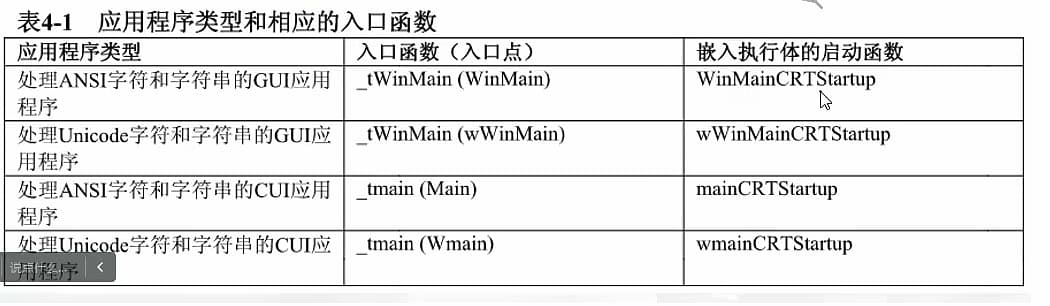 表4-1 应用程序类型和相应的入口函数
应用程序类型 入口函数（入口点） 嵌入执行体的启动函数
处理ANSI字符和字符串的GUI应用 _tWinMain (WinMain) WinMainCRTStartup
程序
处理Unicode字符和字符串的GUI应 _tWinMain (wWinMain) wWinMainCRTStartup
用程序
处理ANSI字符和字符串的CUI应用 _tmain (Main) mainCRTStartup
程序
处理Unicode字符和字符串的CUI应 _tmain (Wmain) wmainCRTStartup
用程序
说点什么...